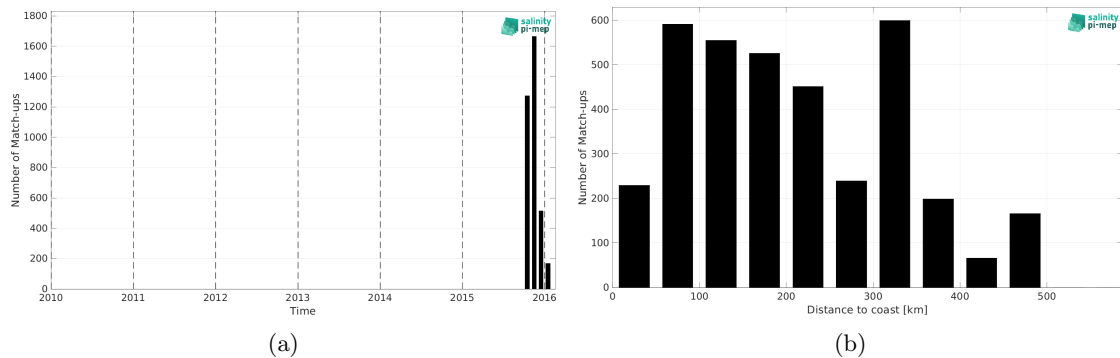 salinity
pi-mep
Number of Match-ups
1800
1600
1400
1200
1000
800
600
400
200
0
2010 2011 2012 2013 2014 2015 2016
Time
(a)
salinity
pi-mep
Number of Match-ups
600
500
400
300
200
100
0
0 100 200 300 400 500
Distance to coast [km]
(b)